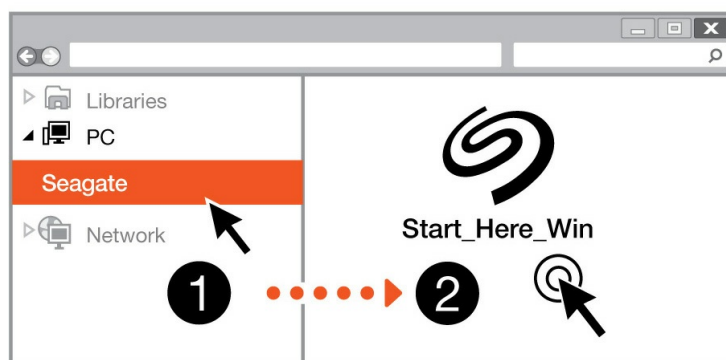 Libraries
PC
Seagate
Network
Start_Here_Win
1
2